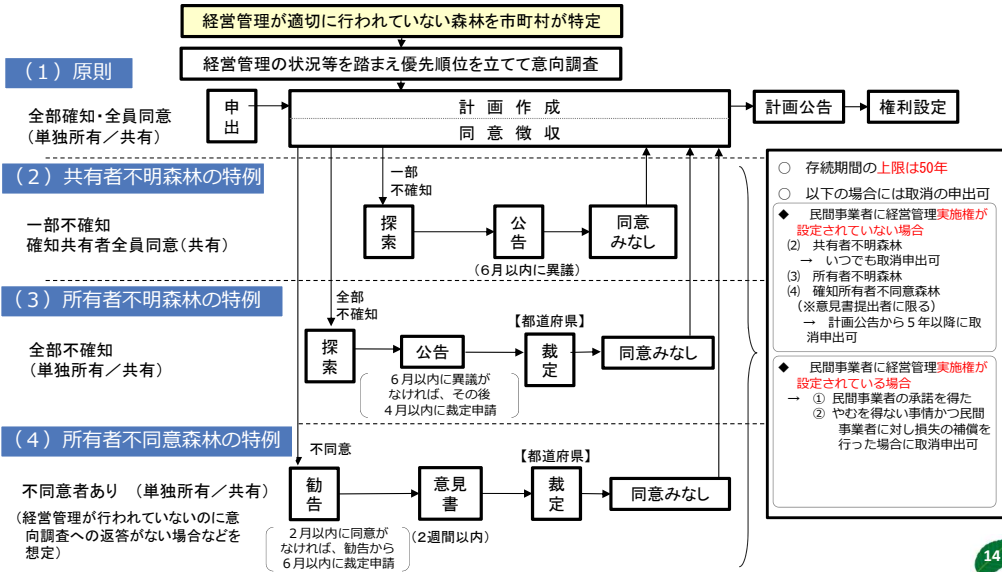 経営管理が適切に行われていない森林を市町村が特定
経営管理の状況等を踏まえ優先順位を立てて意向調査
（１）原則
全部確知・全員同意
（単独所有／共有）
申
出
計 画 作 成
同 意 徴 収
計画公告
権利設定
（２）共有者不明森林の特例
一部不確知
確知共有者全員同意（共有）
一部
不確知
探
索
公
告
同意
みなし
（６月以内に異議）
（３）所有者不明森林の特例
全部不確知
（単独所有／共有）
全部
不確知
探
索
公告
６月以内に異議が
なければ、その後
４月以内に裁定申請
【都道府県】
裁
定
同意みなし
（４）所有者不同意森林の特例
不同意者あり （単独所有／共有）
（経営管理が行われていないのに意
向調査への返答がない場合などを
想定）
不同意
勧
告
２月以内に同意が
なければ、勧告から
６月以内に裁定申請
意見
書
（２週間以内）
【都道府県】
裁
定
同意みなし
○ 存続期間の上限は50年
○ 以下の場合には取消の申出可
◆ 民間事業者に経営管理実施権が
設定されていない場合
⑵ 共有者不明森林
→ いつでも取消申出可
⑶ 所有者不明森林
⑷ 確知所有者不同意森林
（※意見書提出者に限る）
→ 計画公告から５年以降に取
消申出可
◆ 民間事業者に経営管理実施権が
設定されている場合
→ ① 民間事業者の承諾を得た
② やむを得ない事情かつ民間
事業者に対し損失の補償を
行った場合に取消申出可
14